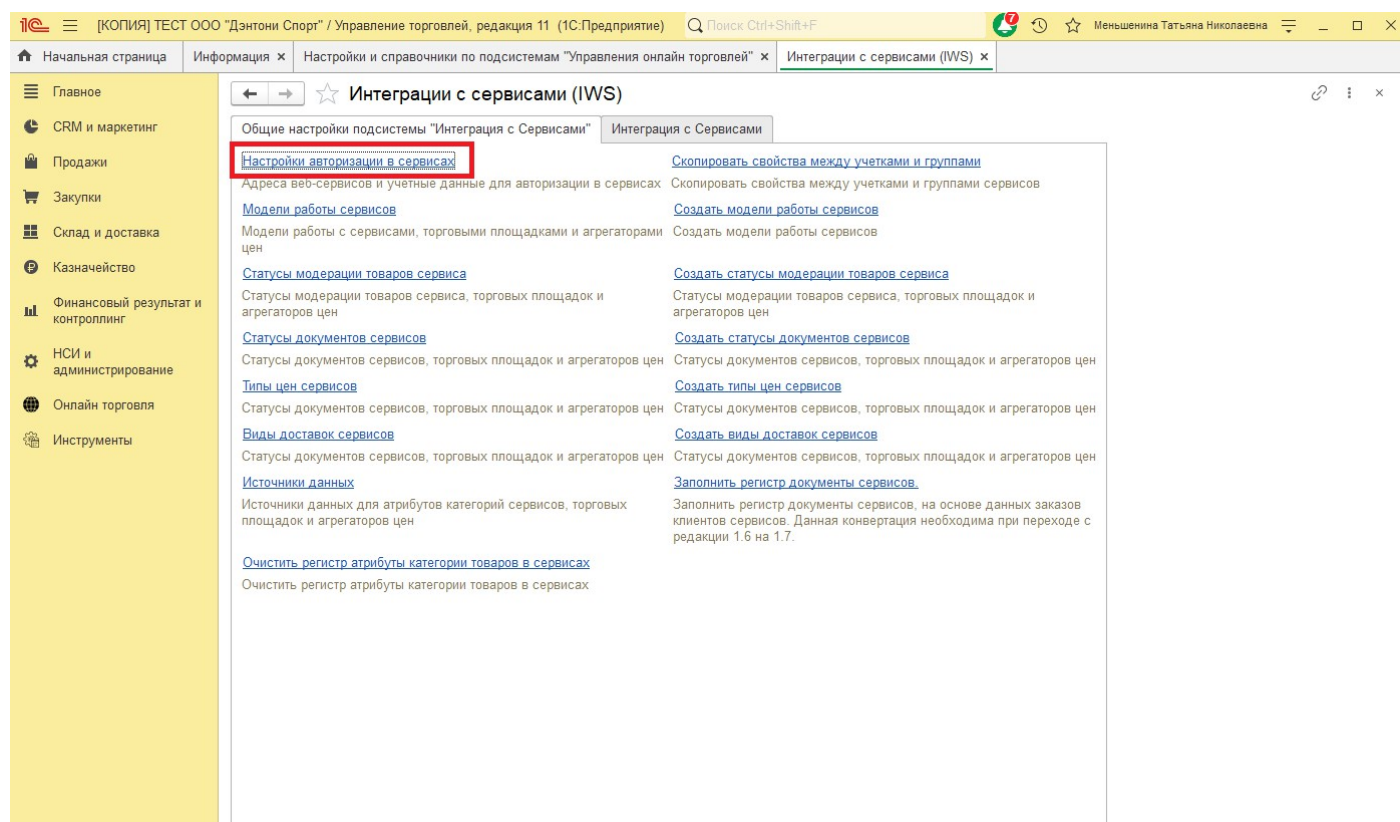 1С [КОПИЯ] ТЕСТ ООО "Дэнтони Спорт" / Управление торговлей, редакция 11 (1С:Предприятие) Поиск Ctrl+Shift+F 7 Меньшенина Татьяна Николаевна
Начальная страница Информация × Настройки и справочники по подсистемам "Управления онлайн торговлей" × Интеграции с сервисами (IWS) ×
Главное
CRM и маркетинг
Продажи
Закупки
Склад и доставка
Казначейство
Финансовый результат и
контроллинг
НСИ и
администрирование
Онлайн торговля
Инструменты
Интеграции с сервисами (IWS)
Общие настройки подсистемы "Интеграция с Сервисами" Интеграция с Сервисами
Настройки авторизации в сервисах Скопировать свойства между учетками и группами
Адреса веб-сервисов и учетные данные для авторизации в сервисах Скопировать свойства между учетками и группами сервисов
Модели работы сервисов Создать модели работы сервисов
Модели работы с сервисами, торговыми площадками и агрегаторами Создать модели работы сервисов
цен
Статусы модерации товаров сервиса Создать статусы модерации товаров сервиса
Статусы модерации товаров сервиса, торговых площадок и Статусы модерации товаров сервиса, торговых площадок и
агрегаторов цен агрегаторов цен
Статусы документов сервисов Создать статусы документов сервисов
Статусы документов сервисов, торговых площадок и агрегаторов цен Статусы документов сервисов, торговых площадок и агрегаторов цен
Типы цен сервисов Создать типы цен сервисов
Статусы документов сервисов, торговых площадок и агрегаторов цен Статусы документов сервисов, торговых площадок и агрегаторов цен
Виды доставок сервисов Создать виды доставок сервисов
Статусы документов сервисов, торговых площадок и агрегаторов цен Статусы документов сервисов, торговых площадок и агрегаторов цен
Источники данных Заполнить регистр документы сервисов.
Источники данных для атрибутов категорий сервисов, торговых Заполнить регистр документы сервисов, на основе данных заказов
площадок и агрегаторов цен клиентов сервисов. Данная конвертация необходима при переходе с
редакции 1.6 на 1.7.
Очистить регистр атрибуты категории товаров в сервисах
Очистить регистр атрибуты категории товаров в сервисах